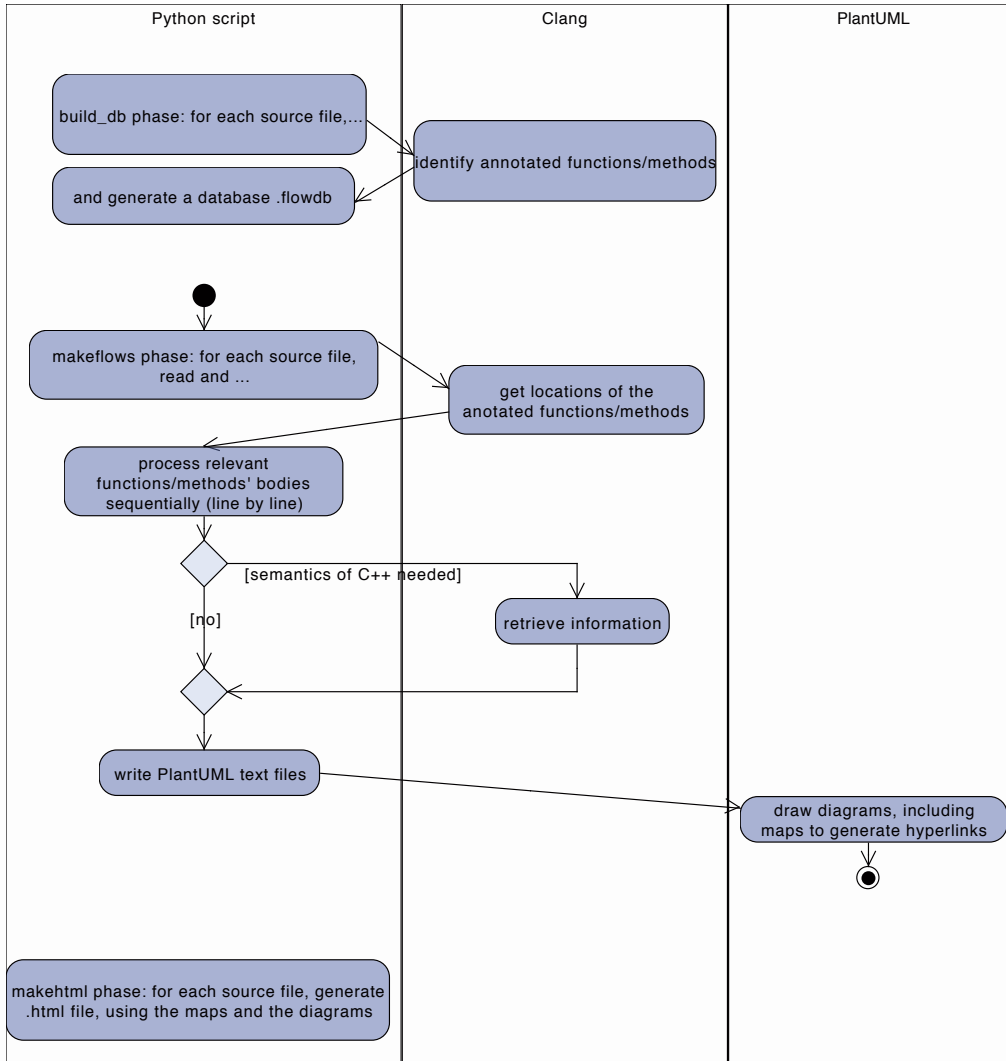 Python script
Clang
PlantUML
build_db phase: for each source file,...
identify annotated functions/methods
and generate a database .flowdb
makeflows phase: for each source file,
read and ...
get locations of the
anotated functions/methods
process relevant
functions/methods' bodies
sequentially (line by line)
[semantics of C++ needed]
[no]
retrieve information
write PlantUML text files
draw diagrams, including
maps to generate hyperlinks
makehtml phase: for each source file, generate
.html file, using the maps and the diagrams